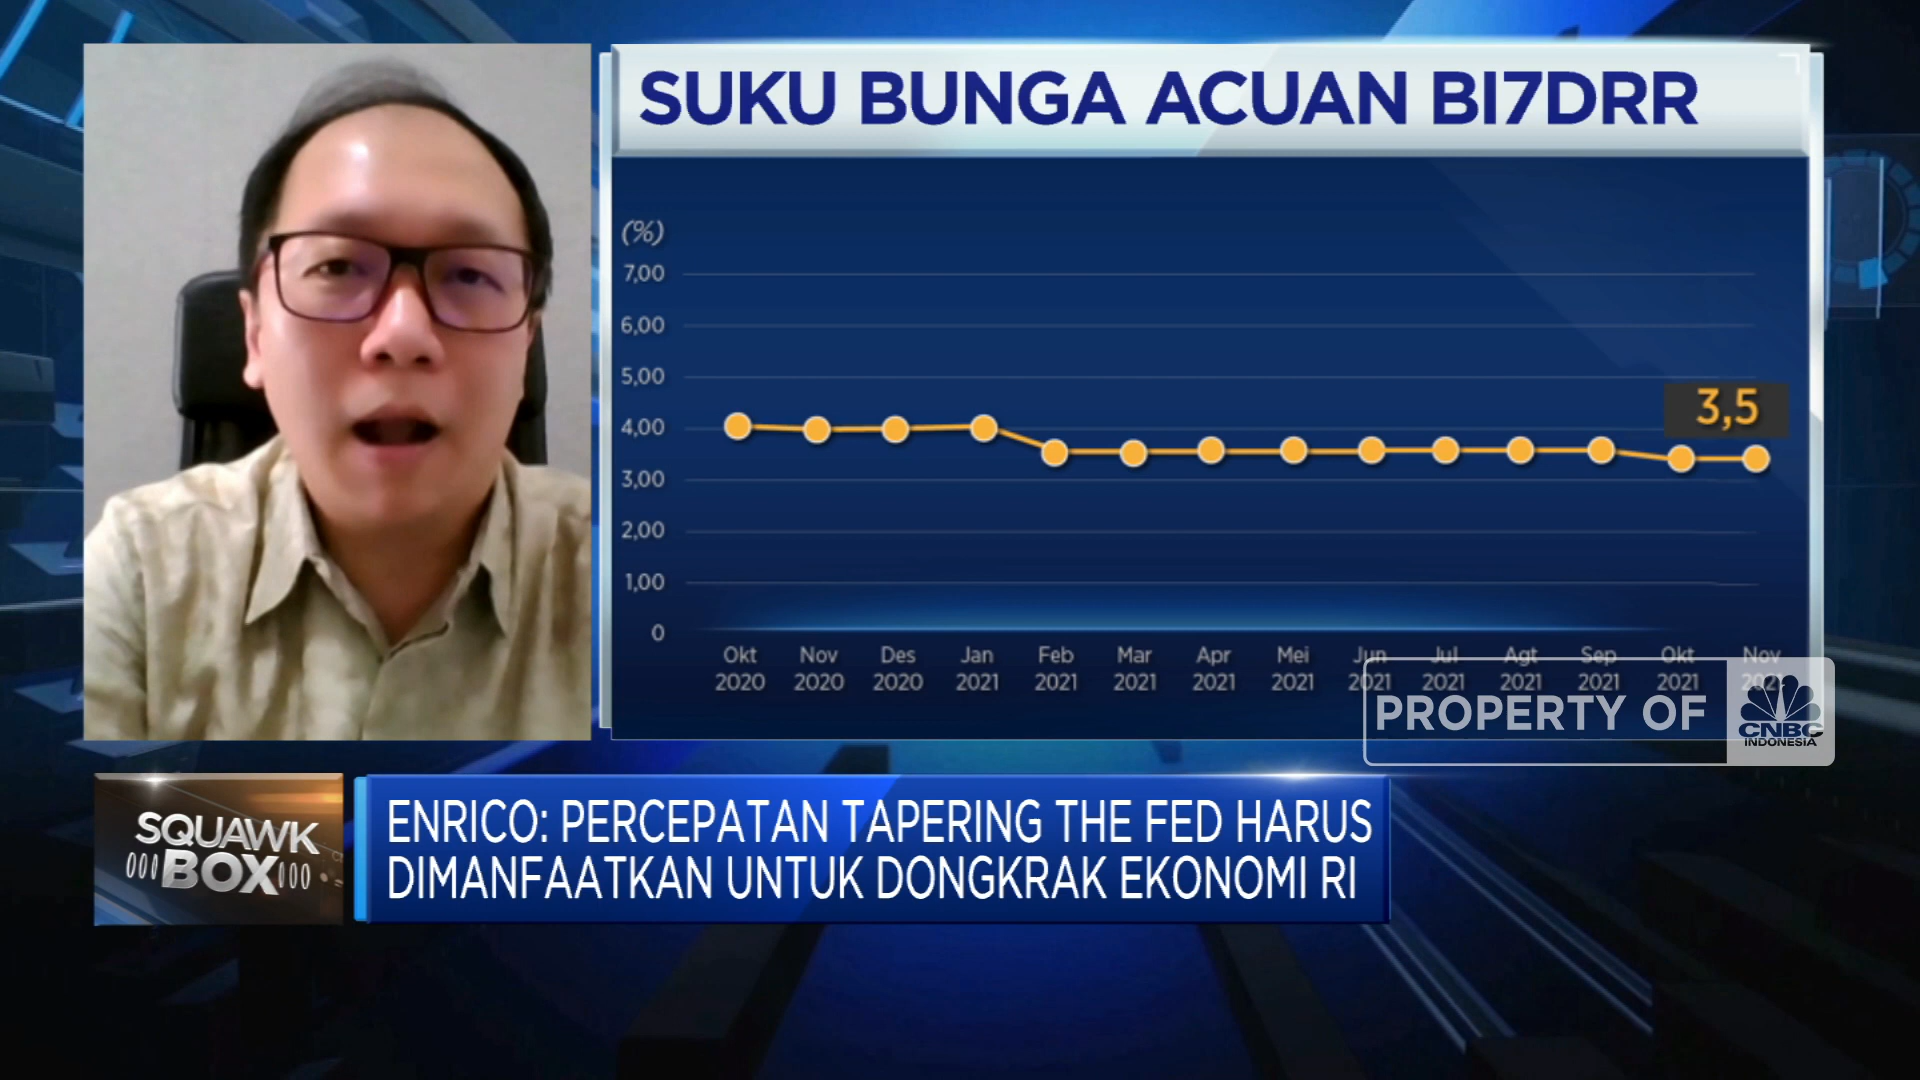 SUKU BUNGA ACUAN BI7DRR
(%)
7,00
6,00
5,00
4,00
3,00
2,00
1,00
0
3,5
Okt Nov Des Jan Feb Mar Apr Mei Jun Jul Agt Sep Okt Nov
2020 2020 2020 2021 2021 2021 2021 2021 2021 2021 2021 2021 2021 2021
PROPERTY OF
CNBC
INDONESIA
SQUAWK
BOX
ENRICO: PERCEPATAN TAPERING THE FED HARUS
DIMANFAATKAN UNTUK DONGKRAK EKONOMI RI